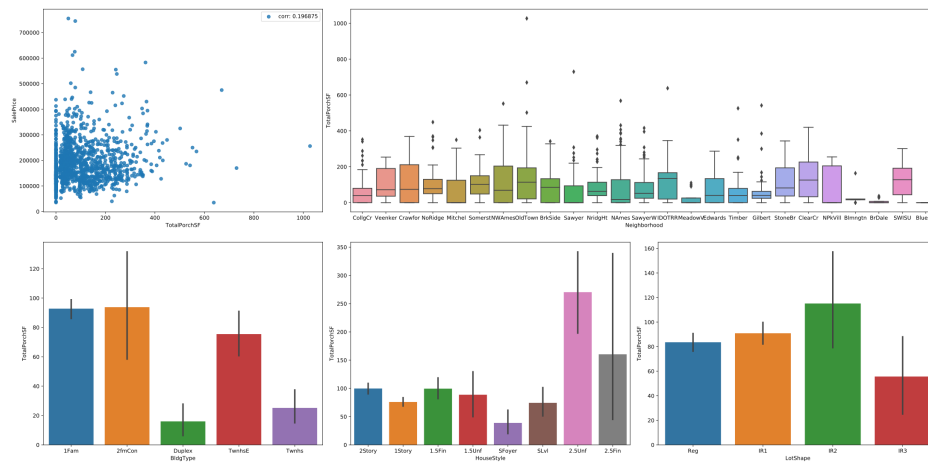 corr: 0.196875
700000
600000
500000
400000
300000
200000
100000
0
SalePrice
0 200 400 600 800 1000
TotalPorchSF
1000
800
600
400
200
0
TotalPorchSF
CollgCr Veenker Crawfor NoRidge Mitchel Somerst NWAmes OldTown BrkSide Sawyer NridgHt NAmes SawyerW IDOTRR MeadowV Edwards Timber Gilbert StoneBr ClearCr NPkVill Blmngtn BrDale SWISU Blue
Neighborhood
120
100
80
60
40
20
0
TotalPorchSF
1Fam 2fmCon Duplex TwnhsE Twnhs
BldgType
350
300
250
200
150
100
50
0
TotalPorchSF
2Story 1Story 1.5Fin 1.5Unf SFoyer SLvl 2.5Unf 2.5Fin
HouseStyle
160
140
120
100
80
60
40
20
0
TotalPorchSF
Reg IR1 IR2 IR3
LotShape